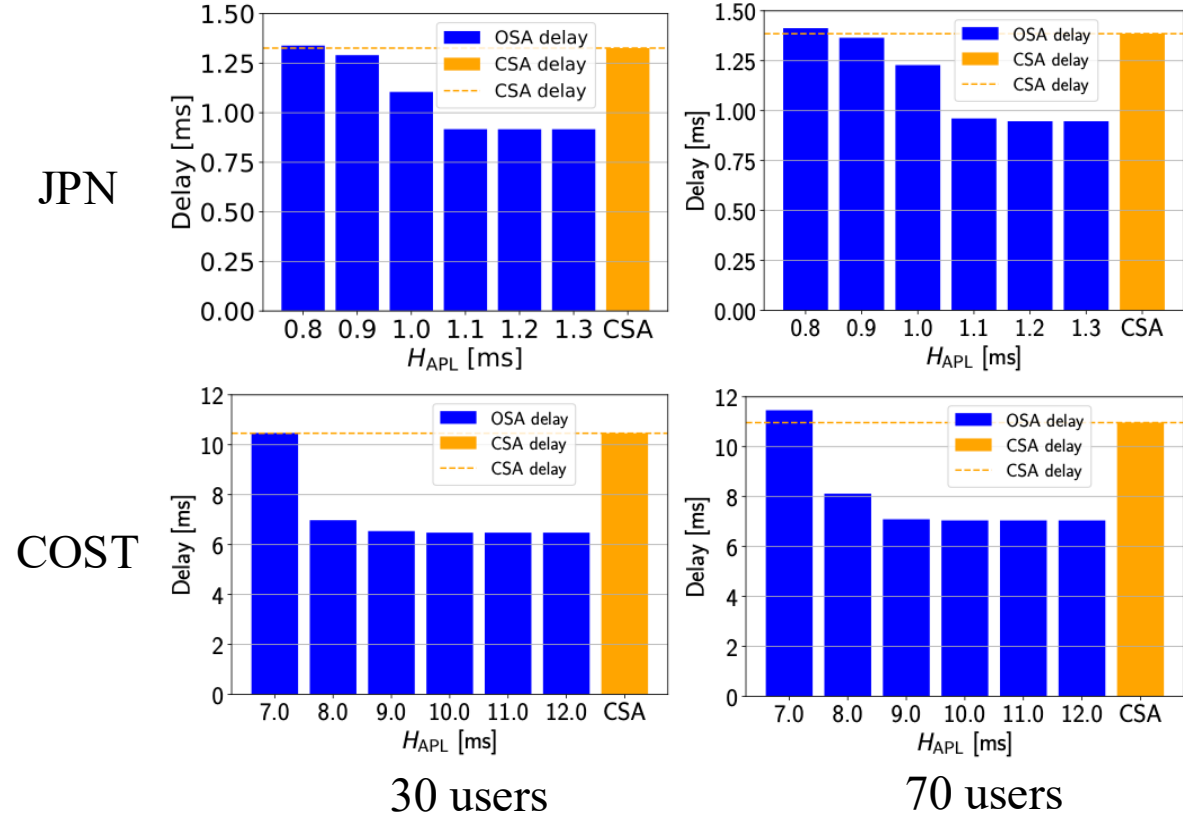 JPN
Delay [ms]
1.50
1.25
1.00
0.75
0.50
0.25
0.00
OSA delay
CSA delay
CSA delay
0.8 0.9 1.0 1.1 1.2 1.3 CSA
H_APL [ms]
Delay [ms]
1.50
1.25
1.00
0.75
0.50
0.25
0.00
OSA delay
CSA delay
CSA delay
0.8 0.9 1.0 1.1 1.2 1.3 CSA
H_APL [ms]
COST
Delay [ms]
12
10
8
6
4
2
0
OSA delay
CSA delay
CSA delay
7.0 8.0 9.0 10.0 11.0 12.0 CSA
H_APL [ms]
Delay [ms]
12
10
8
6
4
2
0
OSA delay
CSA delay
CSA delay
7.0 8.0 9.0 10.0 11.0 12.0 CSA
H_APL [ms]
30 users
70 users